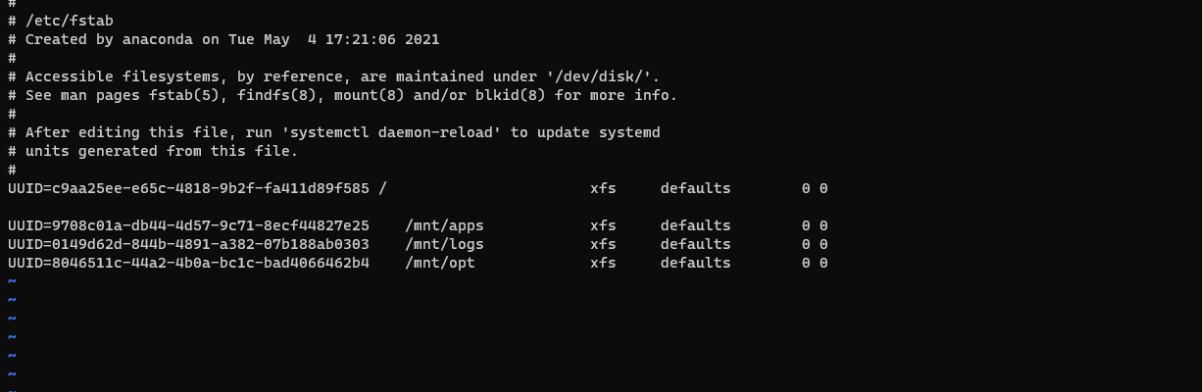 #
# /etc/fstab
# Created by anaconda on Tue May  4 17:21:06 2021
#
# Accessible filesystems, by reference, are maintained under '/dev/disk/'.
# See man pages fstab(5), findfs(8), mount(8) and/or blkid(8) for more info.
#
# After editing this file, run 'systemctl daemon-reload' to update systemd
# units generated from this file.
#
UUID=c9aa25ee-e65c-4818-9b2f-fa411d89f585 /                       xfs     defaults        0 0
UUID=9708c01a-db44-4d57-9c71-8ecf44827e25    /mnt/apps            xfs     defaults        0 0
UUID=0149d62d-844b-4891-a382-07b188ab0303    /mnt/logs            xfs     defaults        0 0
UUID=8046511c-44a2-4b0a-bc1c-bad4066462b4    /mnt/opt             xfs     defaults        0 0
~
~
~
~
~
~
~